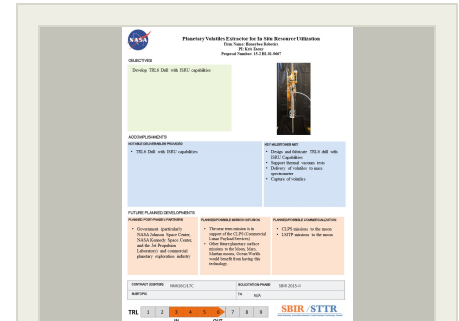 NASA
Planetary Volatiles Extractor for In Situ Resource Utilization
Firm Name: Honeybee Robotics
PI: Kris Zacny
Proposal Number: 15-2 H1.01-9667
OBJECTIVES
Develop TRL6 Drill with ISRU capabilities
ACCOMPLISHMENTS
NOTABLE DELIVERABLES PROVIDED
• TRL6 Drill with ISRU capabilities
KEY MILESTONES MET
• Design and fabricate TRL6 drill with
ISRU Capabilities
• Support thermal vacuum tests
• Delivery of volatiles to mass
spectrometer
• Capture of volatiles
FUTURE PLANNED DEVELOPMENTS
PLANNED POST-PHASE II PARTNERS
• Government (particularly
NASA Johnson Space Center,
NASA Kennedy Space Center,
and the Jet Propulsion
Laboratory) and commercial
planetary exploration industry
PLANNED/POSSIBLE MISSION INFUSION
• The near term mission is in
support of the CLPS (Commercial
Lunar Payload Services)
• Other future planetary surface
missions to the Moon, Mars,
Martian moons, Ocean Worlds
would benefit from having this
technology.
PLANNED/POSSIBLE COMMERCIALIZATION
• CLPS missions to the moon
• LSITP missions to the moon
CONTRACT (CENTER):
SUBTOPIC:
SOLICITATION-PHASE: SBIR 2015-II
TA: N/A
TRL 1 2 3 4 5 6 7 8 9
IN OUT
SBIR / STTR